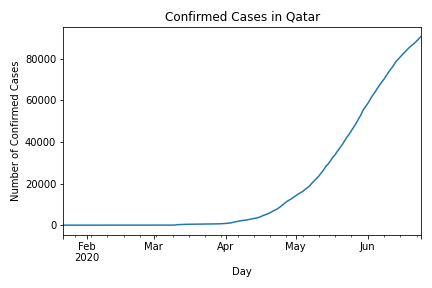 Confirmed Cases in Qatar
Number of Confirmed Cases
80000
60000
40000
20000
0
Feb Mar Apr May Jun
2020
Day